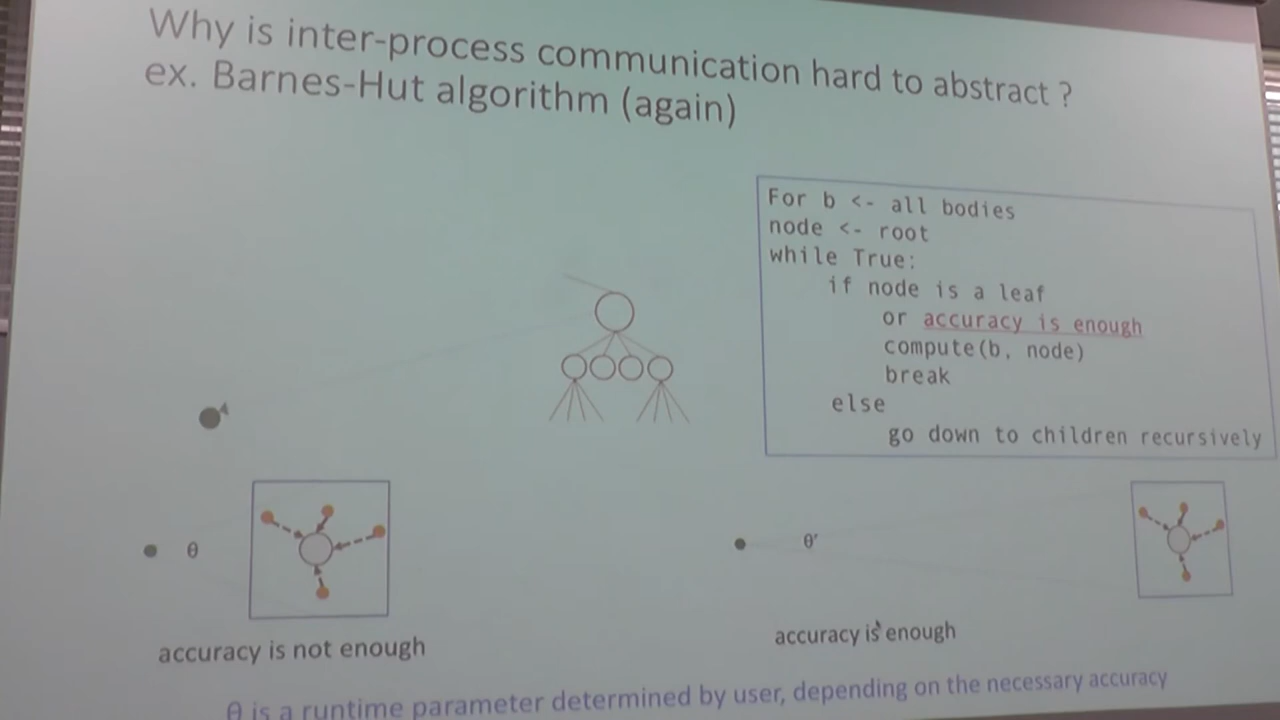 Why is inter-process communication hard to abstract ?
ex. Barnes-Hut algorithm (again)
For b <- all bodies
node <- root
while True:
if node is a leaf
or accuracy is enough
compute(b, node)
break
else
go down to children recursively
θ
θ'
accuracy is not enough
accuracy is enough
θ is a runtime parameter determined by user, depending on the necessary accuracy